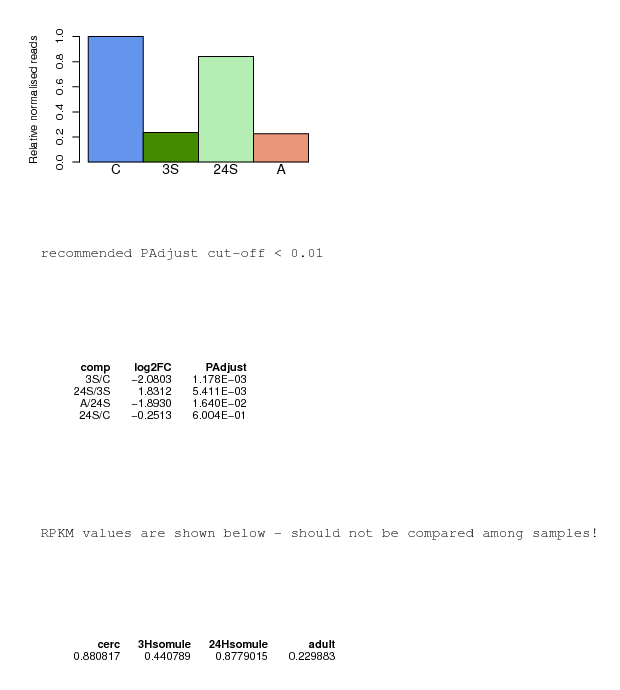 Relative normalised reads
1.0
0.8
0.6
0.4
0.2
0.0
C 3S 24S A
recommended PAdjust cut-off < 0.01
comp log2FC PAdjust
3S/C −2.0803 1.178E−03
24S/3S 1.8312 5.411E−03
A/24S −1.8930 1.640E−02
24S/C −0.2513 6.004E−01
RPKM values are shown below - should not be compared among samples!
cerc 3Hsomule 24Hsomule adult
0.880817 0.440789 0.8779015 0.229883